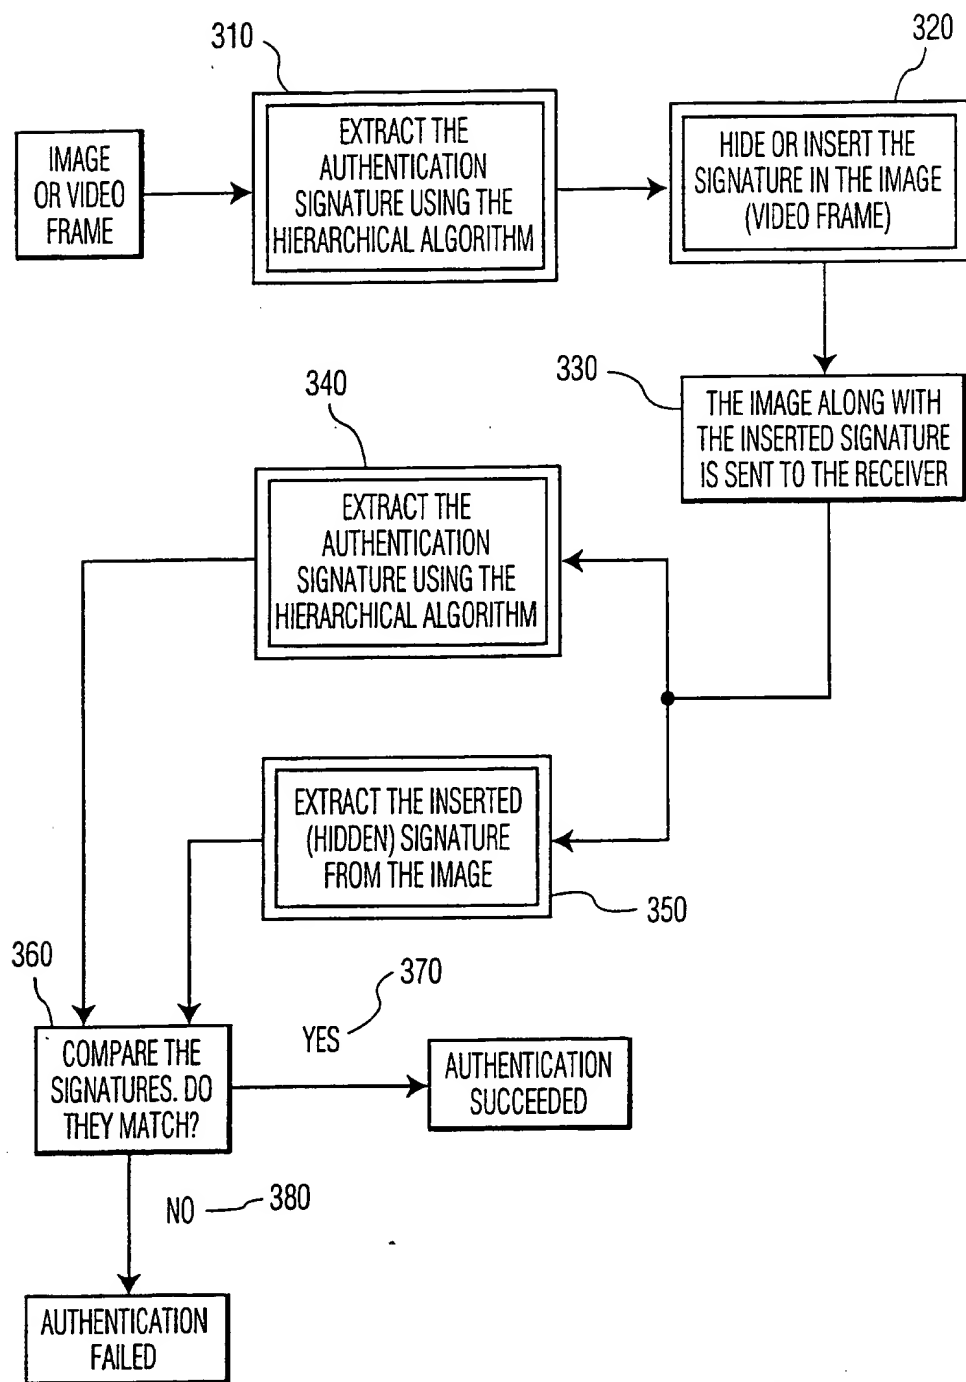 310
320
IMAGE
OR VIDEO
FRAME
EXTRACT THE
AUTHENTICATION
SIGNATURE USING THE
HIERARCHICAL ALGORITHM
HIDE OR INSERT THE
SIGNATURE IN THE IMAGE
(VIDEO FRAME)
330
THE IMAGE ALONG WITH
THE INSERTED SIGNATURE
IS SENT TO THE RECEIVER
340
EXTRACT THE
AUTHENTICATION
SIGNATURE USING THE
HIERARCHICAL ALGORITHM
EXTRACT THE INSERTED
(HIDDEN) SIGNATURE
FROM THE IMAGE
350
360
370
YES
COMPARE THE
SIGNATURES. DO
THEY MATCH?
AUTHENTICATION
SUCCEEDED
NO
380
AUTHENTICATION
FAILED